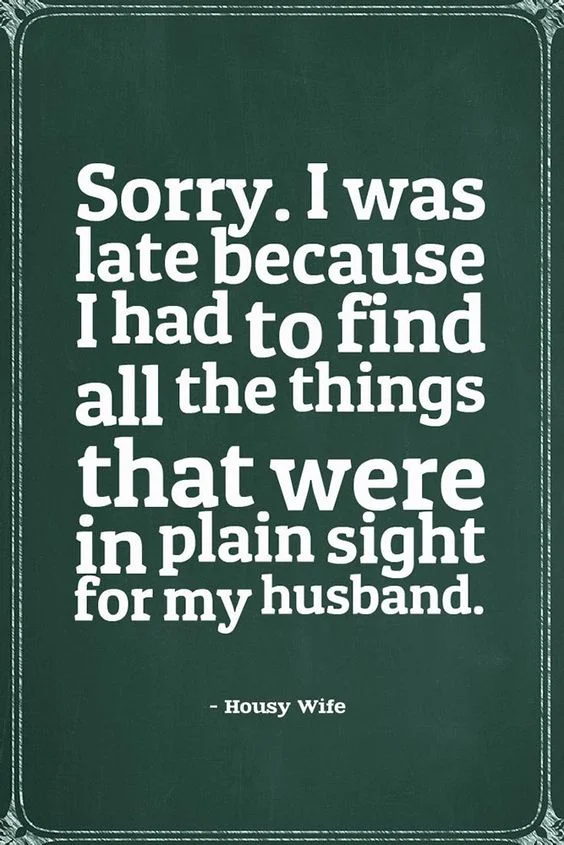 Sorry. I was
late because
I had to find
all the things
that were
in plain sight
for my husband.
- Housy Wife